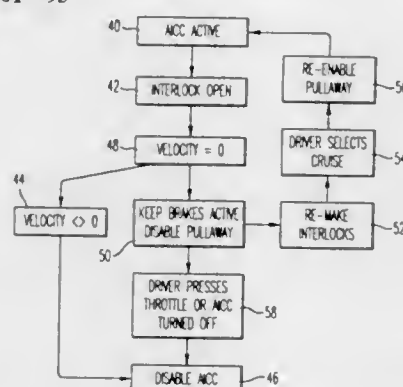 40
AICC ACTIVE
42
INTERLOCK OPEN
RE-ENABLE
PULLAWAY
48
VELOCITY = 0
DRIVER SELECTS
CRUISE
54
44
VELOCITY <> 0
KEEP BRAKES ACTIVE
DISABLE PULLAWAY
50
RE-MAKE
INTERLOCKS
52
DRIVER PRESSES
THROTTLE OR AICC
TURNED OFF
58
DISABLE AICC
46